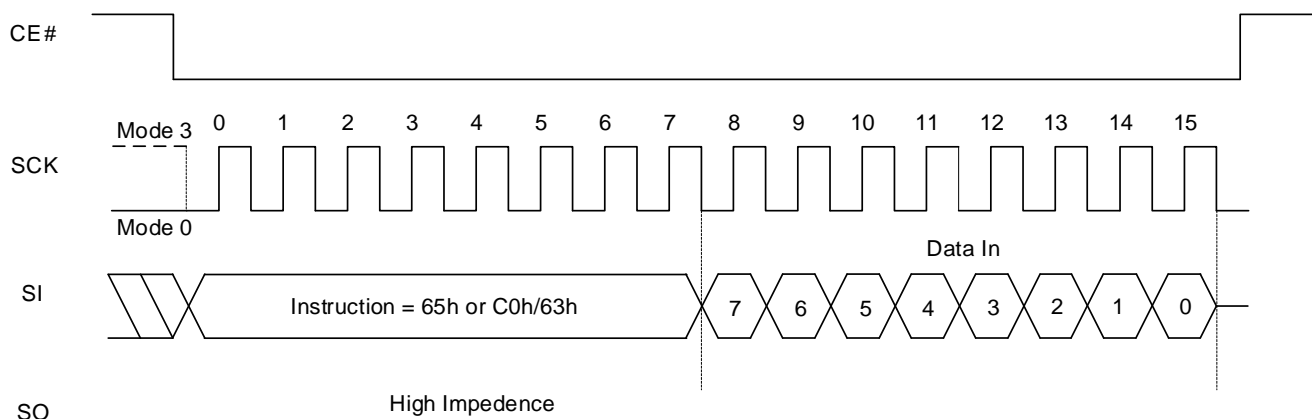 CE#
Mode 3 0 1 2 3 4 5 6 7 8 9 10 11 12 13 14 15
SCK
Mode 0
Data In
SI Instruction = 65h or C0h/63h 7 6 5 4 3 2 1 0
High Impedence
SO